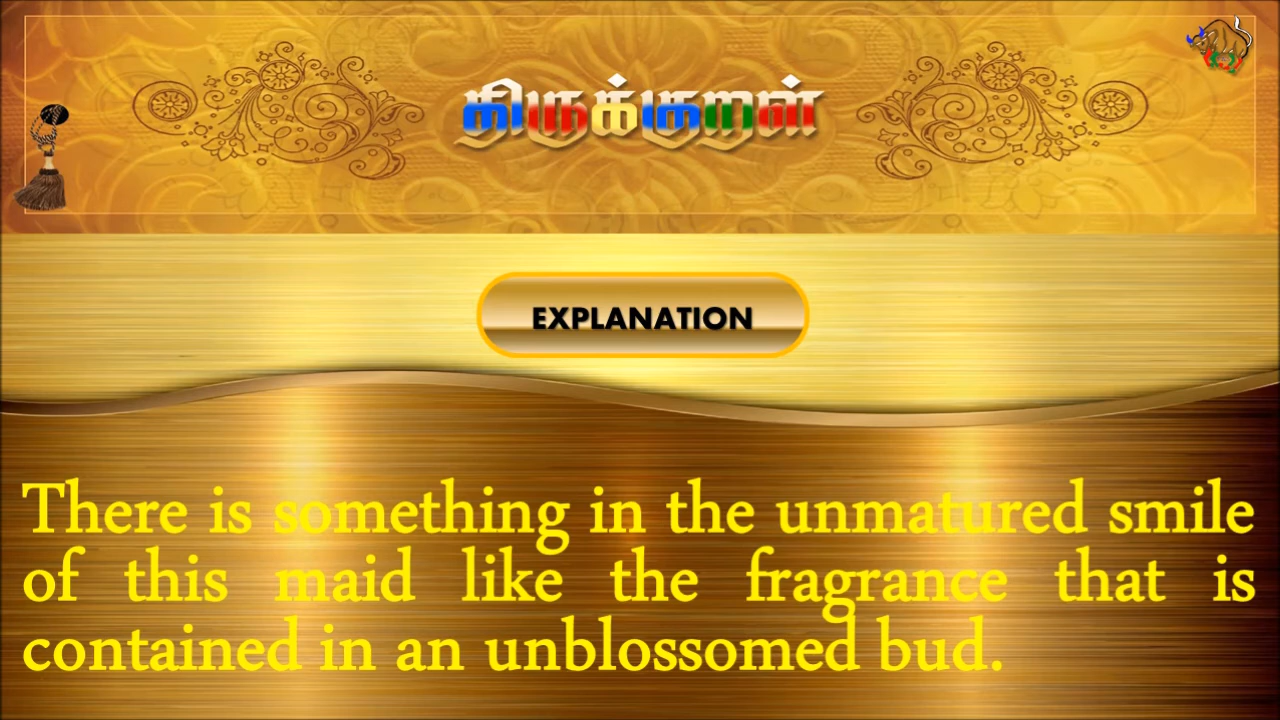 திருக்குறள்
EXPLANATION
There is something in the unmatured smile
of this maid like the fragrance that is
contained in an unblossomed bud.